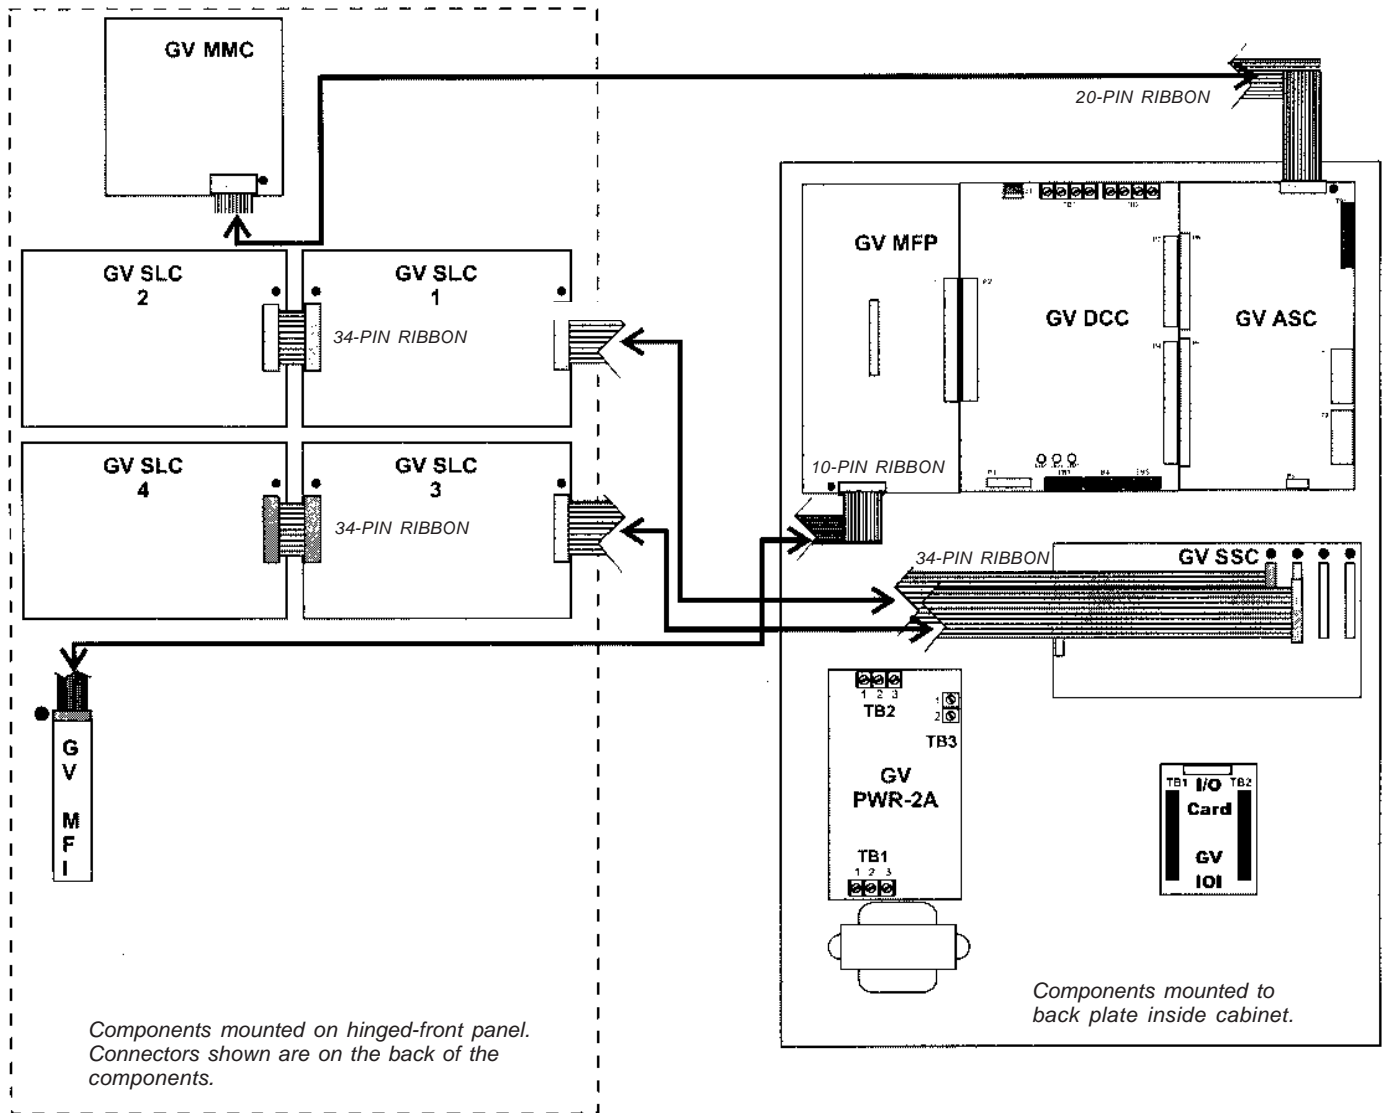 GV MMC
20-PIN RIBBON
GV SLC
2
GV SLC
1
34-PIN RIBBON
GV SLC
4
GV SLC
3
34-PIN RIBBON
GV MFP
GV DCC
GV ASC
P2
10-PIN RIBBON
34-PIN RIBBON
GV SSC
G
V
M
F
I
1 2 3
TB2
1
2
TB3
GV
PWR-2A
TB1
1 2 3
TB1 I/O TB2
Card
GV
IOI
Components mounted on hinged-front panel.
Connectors shown are on the back of the
components.
Components mounted to
back plate inside cabinet.